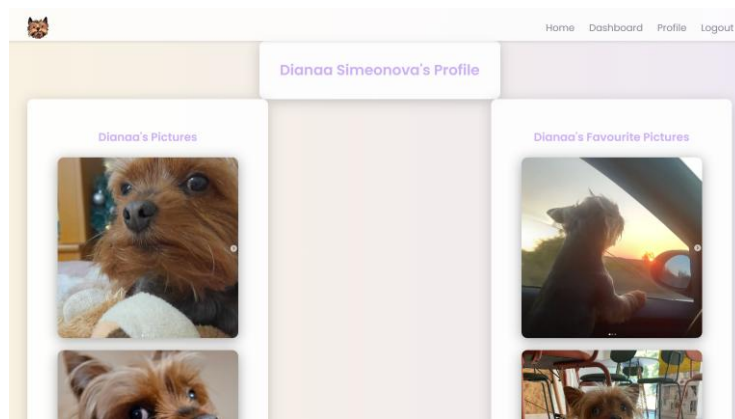 Home Dashboard Profile Logout
Dianaa Simeonova's Profile
Dianaa's Pictures
Dianaa's Favourite Pictures